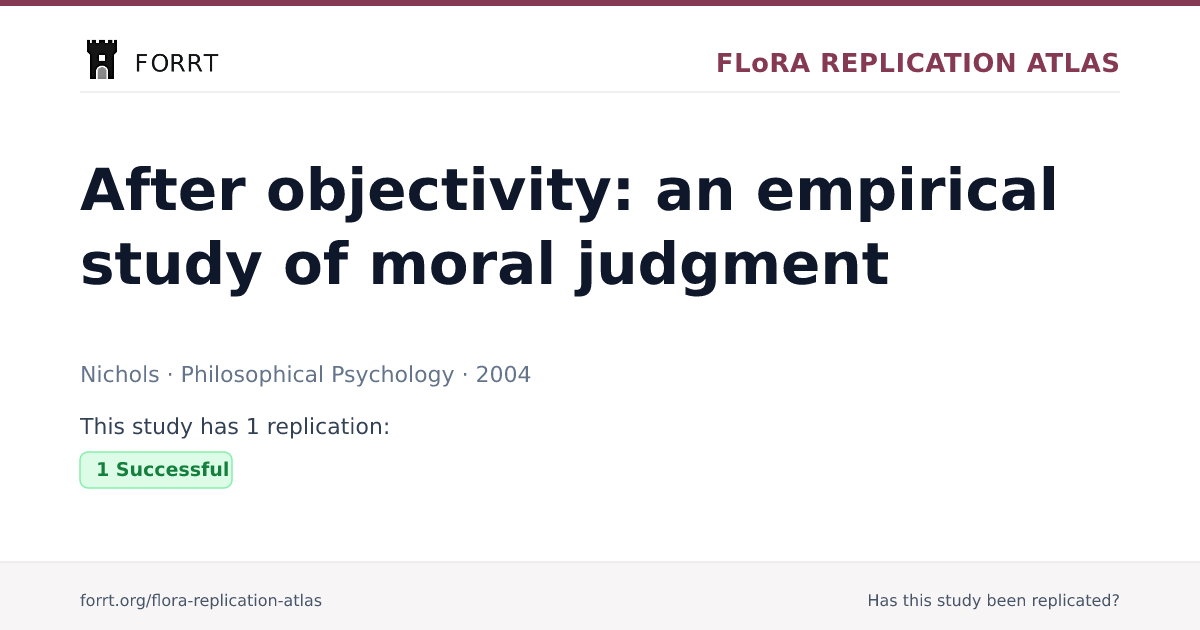 FORRT
FLoRA REPLICATION ATLAS
After objectivity: an empirical
study of moral judgment
Nichols · Philosophical Psychology · 2004
This study has 1 replication:
1 Successful
forrt.org/flora-replication-atlas
Has this study been replicated?